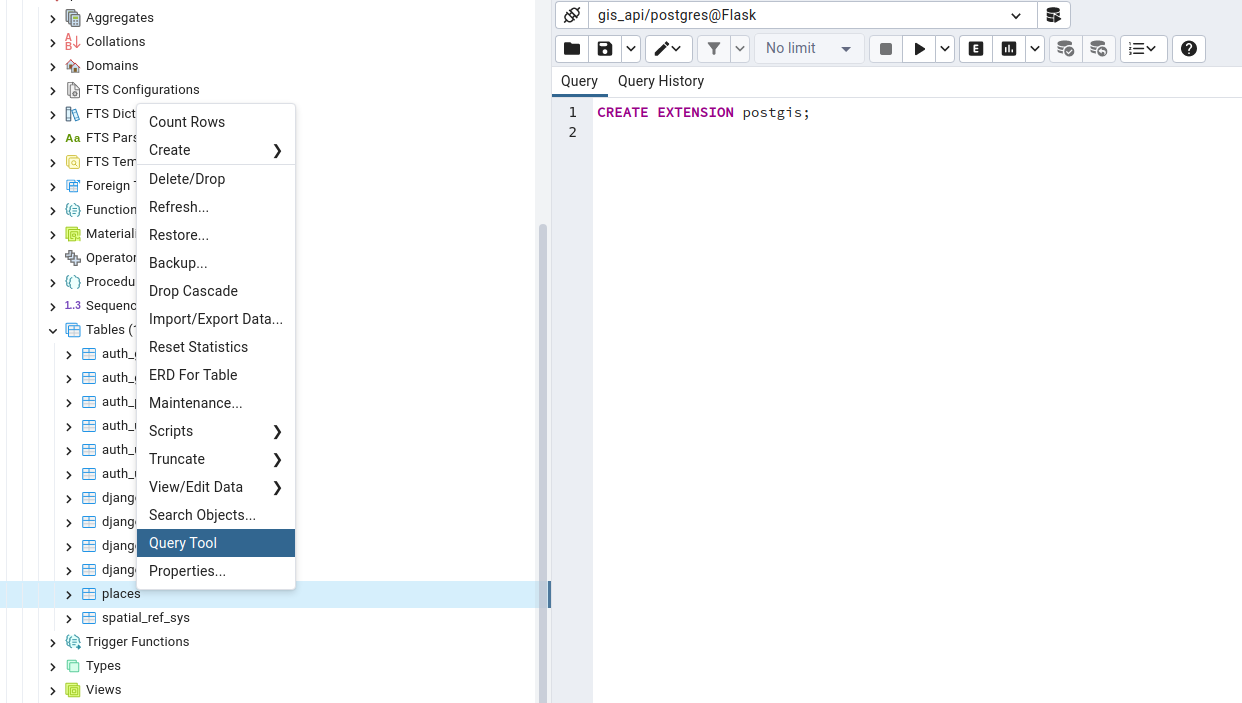 Aggregates
Collations
Domains
FTS Configurations
FTS Dict
Aa FTS Pars
FTS Tem
Foreign
Function
Materiali
Operator
Procedu
1..3 Sequenc
Tables (
auth_
auth_
auth_
auth_
auth_
auth_
djang
djang
djang
djang
places
spatial_ref_sys
Trigger Functions
Types
Views
Count Rows
Create
Delete/Drop
Refresh...
Restore...
Backup...
Drop Cascade
Import/Export Data...
Reset Statistics
ERD For Table
Maintenance...
Scripts
Truncate
View/Edit Data
Search Objects...
Query Tool
Properties...
gis_api/postgres@Flask
No limit
E
Query Query History
1 CREATE EXTENSION postgis;
2